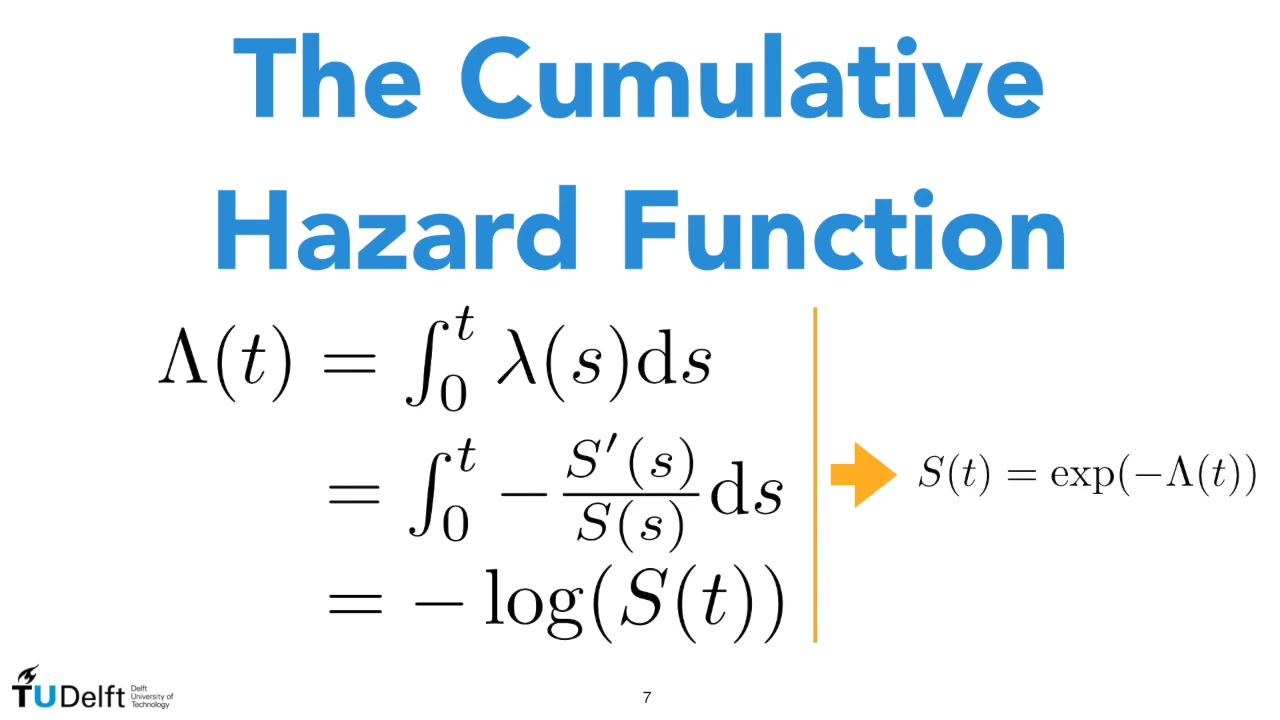 The Cumulative
Hazard Function
Λ(t) = ∫₀ᵗ λ(s)ds
= ∫₀ᵗ −S′(s)/S(s) ds
= −log(S(t))
S(t) = exp(−Λ(t))
TUDelft
Delft
University of
Technology
7